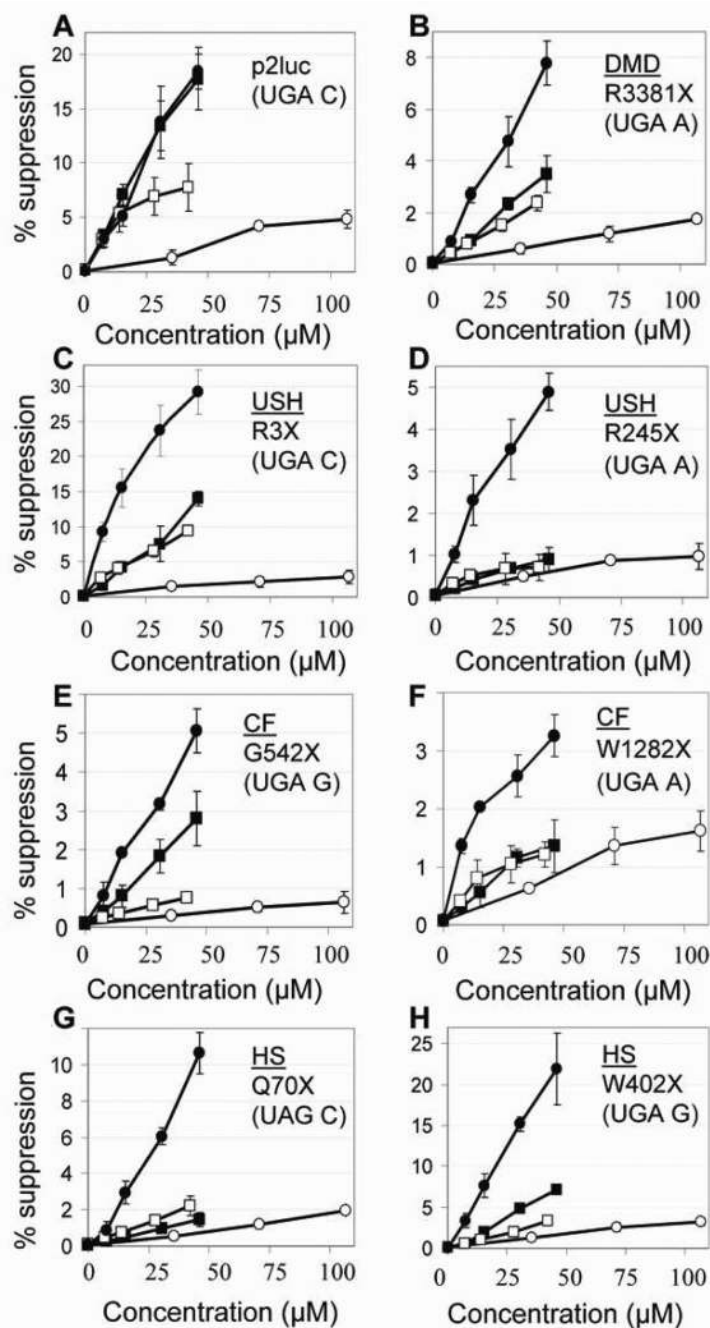 A
% suppression
20
15
10
5
0
p2luc
(UGA C)
0 25 50 75 100
Concentration (µM)
B
8
6
4
2
0
DMD
R3381X
(UGA A)
0 25 50 75 100
Concentration (µM)
C
% suppression
30
25
20
15
10
5
0
USH
R3X
(UGA C)
0 25 50 75 100
Concentration (µM)
D
5
4
3
2
1
0
USH
R245X
(UGA A)
0 25 50 75 100
Concentration (µM)
E
% suppression
5
4
3
2
1
0
CF
G542X
(UGA G)
0 25 50 75 100
Concentration (µM)
F
3
2
1
0
CF
W1282X
(UGA A)
0 25 50 75 100
Concentration (µM)
G
% suppression
10
8
6
4
2
0
HS
Q70X
(UAG C)
0 25 50 75 100
Concentration (µM)
H
25
20
15
10
5
0
HS
W402X
(UGA G)
0 25 50 75 100
Concentration (µM)